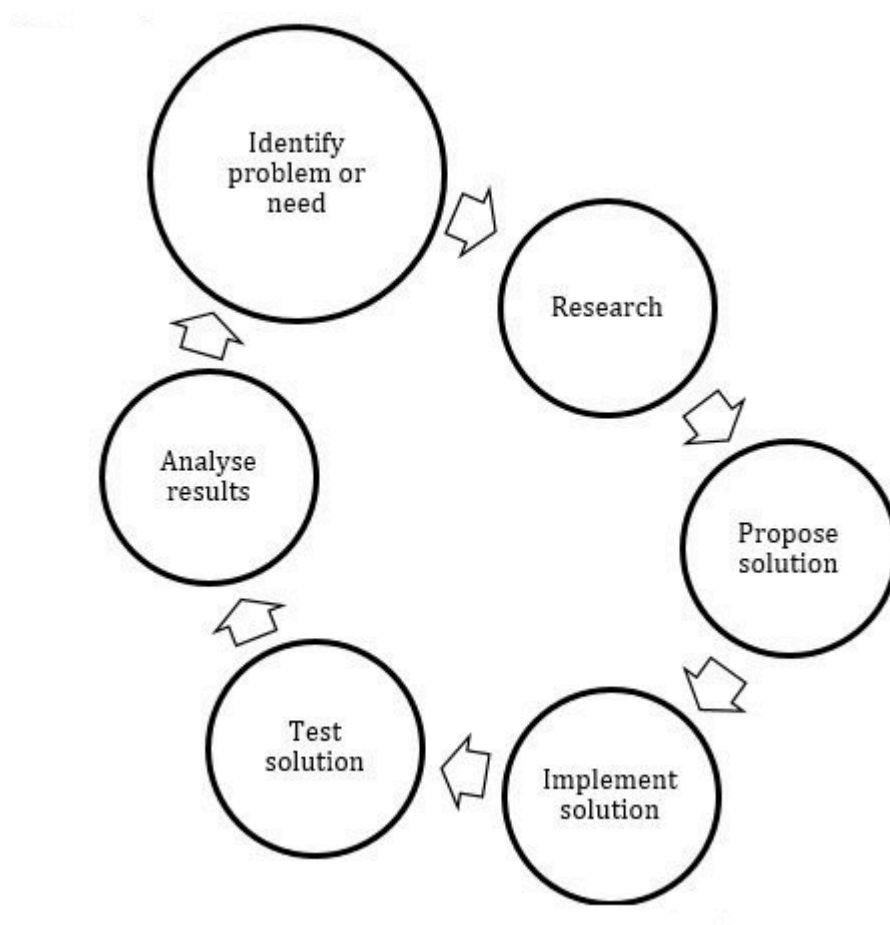 Identify
problem or
need
Research
Propose
solution
Implement
solution
Test
solution
Analyse
results